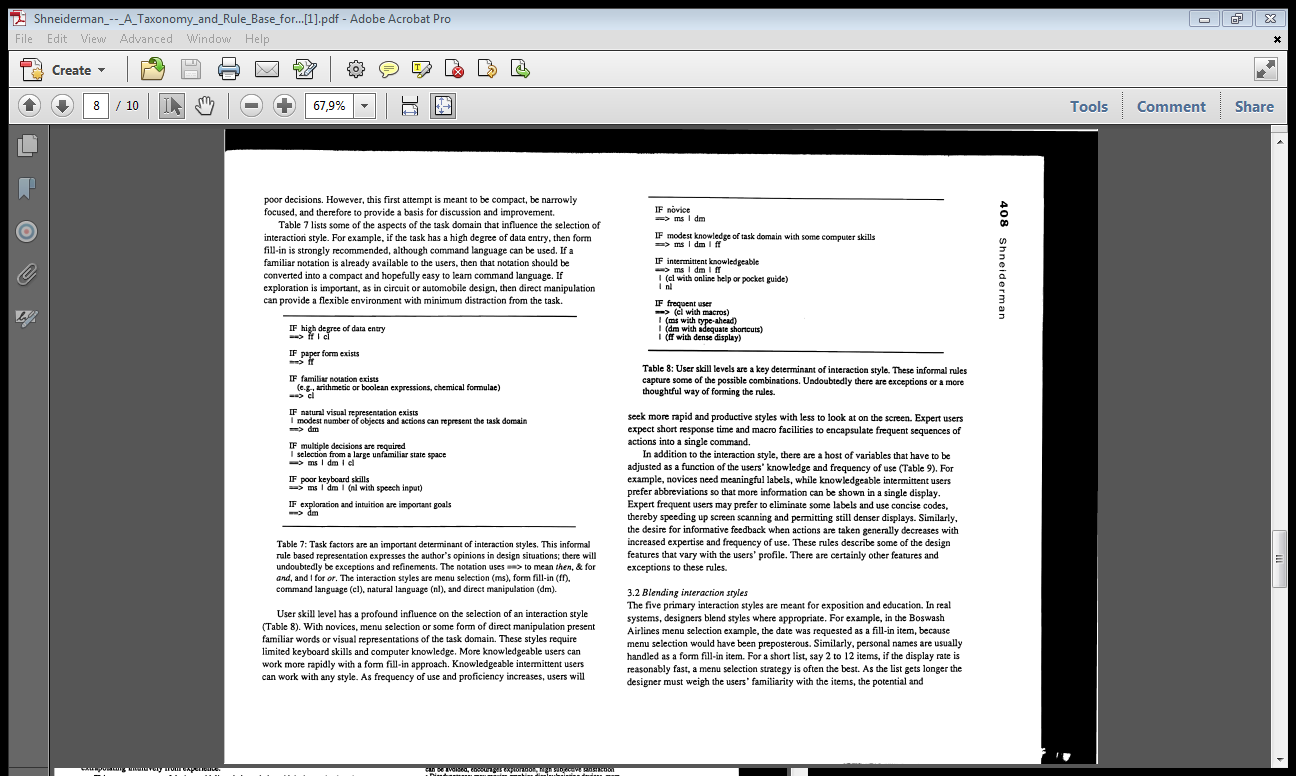 Shneiderman_--_A_Taxonomy_and_Rule_Base_for...[1].pdf - Adobe Acrobat Pro
File Edit View Advanced Window Help
Create
8 / 10
67,9%
Tools Comment Share
poor decisions. However, this first attempt is meant to be compact, be narrowly
focused, and therefore to provide a basis for discussion and improvement.
Table 7 lists some of the aspects of the task domain that influence the selection of
interaction style. For example, if the task has a high degree of data entry, then form
fill-in is strongly recommended, although command language can be used. If a
familiar notation is already available to the users, then that notation should be
converted into a compact and hopefully easy to learn command language. If
exploration is important, as in circuit or automobile design, then direct manipulation
can provide a flexible environment with minimum distraction from the task.
IF high degree of data entry
==> ff | cl
IF paper form exists
==> ff
IF familiar notation exists
(e.g., arithmetic or boolean expressions, chemical formulae)
==> cl
IF natural visual representation exists
| modest number of objects and actions can represent the task domain
==> dm
IF multiple decisions are required
| selection from a large unfamiliar state space
==> ms | dm | cl
IF poor keyboard skills
==> ms | dm | (nl with speech input)
IF exploration and intuition are important goals
==> dm
Table 7: Task factors are an important determinant of interaction styles. This informal
rule based representation expresses the author's opinions in design situations; there will
undoubtedly be exceptions and refinements. The notation uses ==> to mean then, & for
and, and | for or. The interaction styles are menu selection (ms), form fill-in (ff),
command language (cl), natural language (nl), and direct manipulation (dm).
User skill level has a profound influence on the selection of an interaction style
(Table 8). With novices, menu selection or some form of direct manipulation present
familiar words or visual representations of the task domain. These styles require
limited keyboard skills and computer knowledge. More knowledgeable users can
work more rapidly with a form fill-in approach. Knowledgeable intermittent users
can work with any style. As frequency of use and proficiency increases, users will
IF novice
==> ms | dm
IF modest knowledge of task domain with some computer skills
==> ms | dm | ff
IF intermittent knowledgeable
==> ms | dm | ff
| (cl with online help or pocket guide)
| nl
IF frequent user
==> (cl with macros)
| (ms with type-ahead)
| (dm with adequate shortcuts)
| (ff with dense display)
Table 8: User skill levels are a key determinant of interaction style. These informal rules
capture some of the possible combinations. Undoubtedly there are exceptions or a more
thoughtful way of forming the rules.
seek more rapid and productive styles with less to look at on the screen. Expert users
expect short response time and macro facilities to encapsulate frequent sequences of
actions into a single command.
In addition to the interaction style, there are a host of variables that have to be
adjusted as a function of the users' knowledge and frequency of use (Table 9). For
example, novices need meaningful labels, while knowledgeable intermittent users
prefer abbreviations so that more information can be shown in a single display.
Expert frequent users may prefer to eliminate some labels and use concise codes,
thereby speeding up screen scanning and permitting still denser displays. Similarly,
the desire for informative feedback when actions are taken generally decreases with
increased expertise and frequency of use. These rules describe some of the design
features that vary with the users' profile. There are certainly other features and
exceptions to these rules.
3.2 Blending interaction styles
The five primary interaction styles are meant for exposition and education. In real
systems, designers blend styles where appropriate. For example, in the Boswash
Airlines menu selection example, the date was requested as a fill-in item, because
menu selection would have been preposterous. Similarly, personal names are usually
handled as a form fill-in item. For a short list, say 2 to 12 items, if the display rate is
reasonably fast, a menu selection strategy is often the best. As the list gets longer the
designer must weigh the users' familiarity with the items, the potential and
408 Shneiderman
extrapolating intuitively from experience.
can be avoided, encourages exploration, high subjective satisfaction